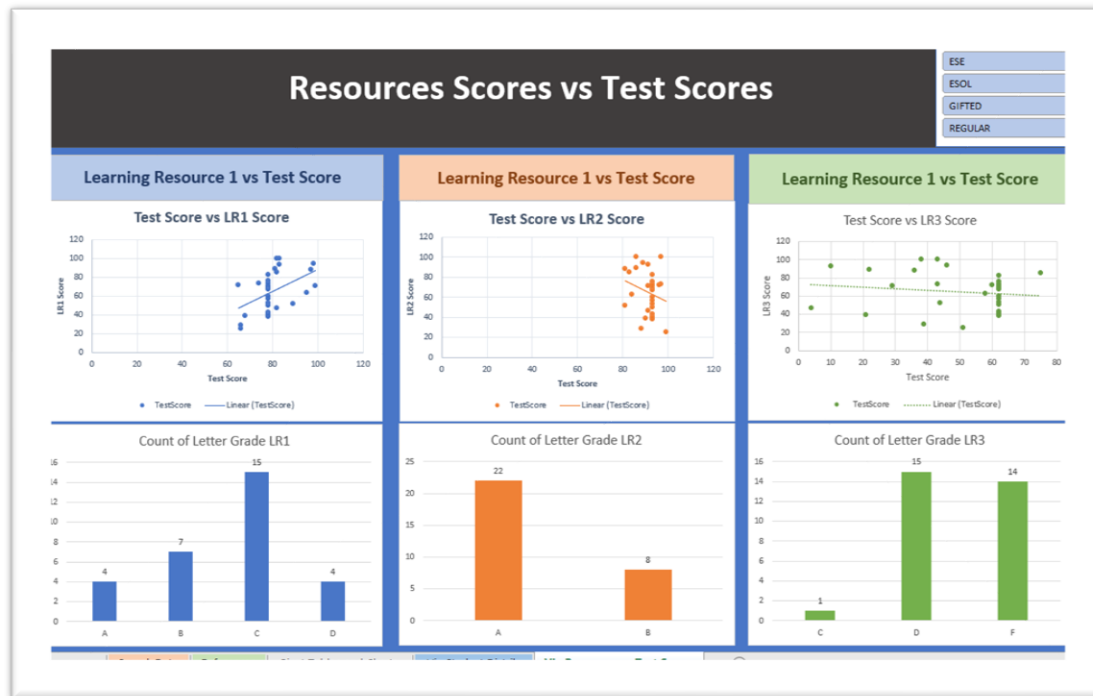 Resources Scores vs Test Scores
ESE
ESOL
GIFTED
REGULAR
Learning Resource 1 vs Test Score
Test Score vs LR1 Score
120
100
80
60
40
20
0
LR1 Score
0 20 40 60 80 100 120
Test Score
TestScore Linear (TestScore)
Count of Letter Grade LR1
14
12
10
8
6
4
2
0
4
7
15
4
A B C D
Learning Resource 1 vs Test Score
Test Score vs LR2 Score
120
100
80
60
40
20
0
LR2 Score
0 20 40 60 80 100 120
Test Score
TestScore Linear (TestScore)
Count of Letter Grade LR2
25
20
15
10
5
0
22
8
A B
Learning Resource 1 vs Test Score
Test Score vs LR3 Score
120
100
80
60
40
20
0
LR3 Score
0 10 20 30 40 50 60 70 80
Test Score
TestScore Linear (TestScore)
Count of Letter Grade LR3
16
14
12
10
8
6
4
2
0
1
15
14
C D F